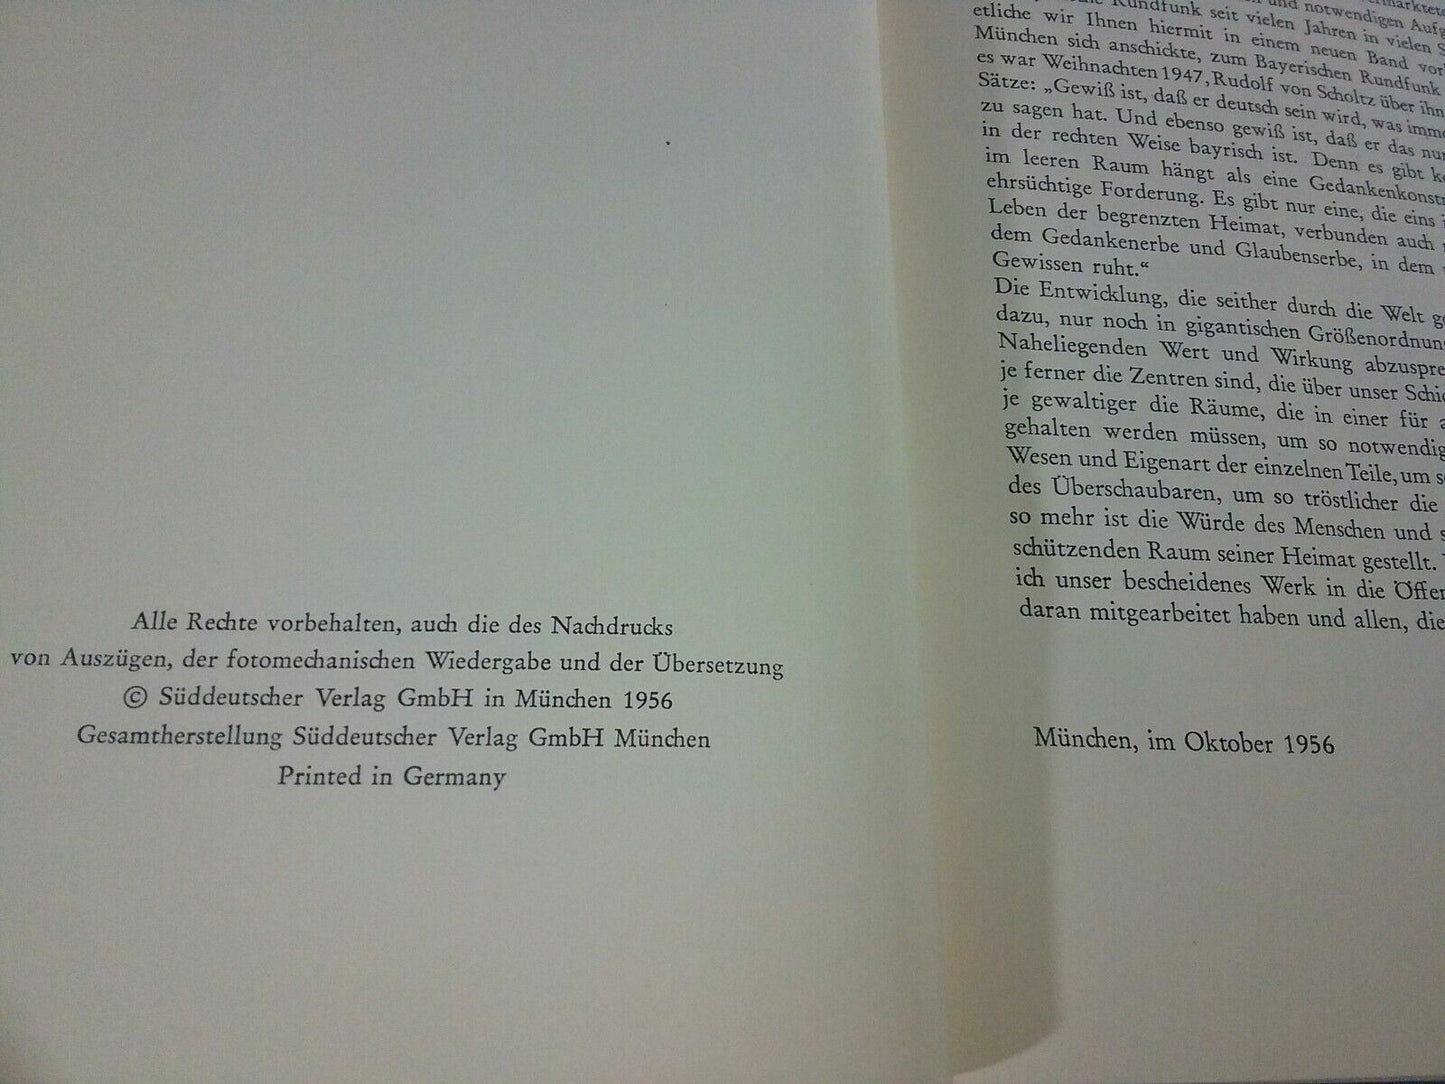 Alle Rechte vorbehalten, auch die des Nachdrucks
von Auszügen, der fotomechanischen Wiedergabe und der Übersetzung
© Süddeutscher Verlag GmbH in München 1956
Gesamtherstellung Süddeutscher Verlag GmbH München
Printed in Germany
Rundfunk seit vielen Jahren in vielen
etliche wir Ihnen hiermit in einem neuen Band
München sich anschickte, zum Bayerischen Rundfunk
es war Weihnachten 1947, Rudolf von Scholtz über ihn
Sätze: „Gewiß ist, daß er deutsch sein wird, was
zu sagen hat. Und ebenso gewiß ist, daß er das
in der rechten Weise bayrisch ist. Denn es gibt
im leeren Raum hängt als eine
ehrsüchtige Forderung. Es gibt nur eine, die eins
Leben der begrenzten Heimat, verbunden auch
dem Gedankenerbe und Glaubenserbe, in dem
Gewissen ruht.“
Die Entwicklung, die seither durch die Welt
dazu, nur noch in gigantischen
Naheliegenden Wert und Wirkung
je ferner die Zentren sind, die über unser
je gewaltiger die Räume, die in einer für
gehalten werden müssen, um so
Wesen und Eigenart der einzelnen Teile, um
des Überschaubaren, um so tröstlicher die
so mehr ist die Würde des Menschen und
schützenden Raum seiner Heimat gestellt.
ich unser bescheidenes Werk in die
daran mitgearbeitet haben und allen, die
München, im Oktober 1956